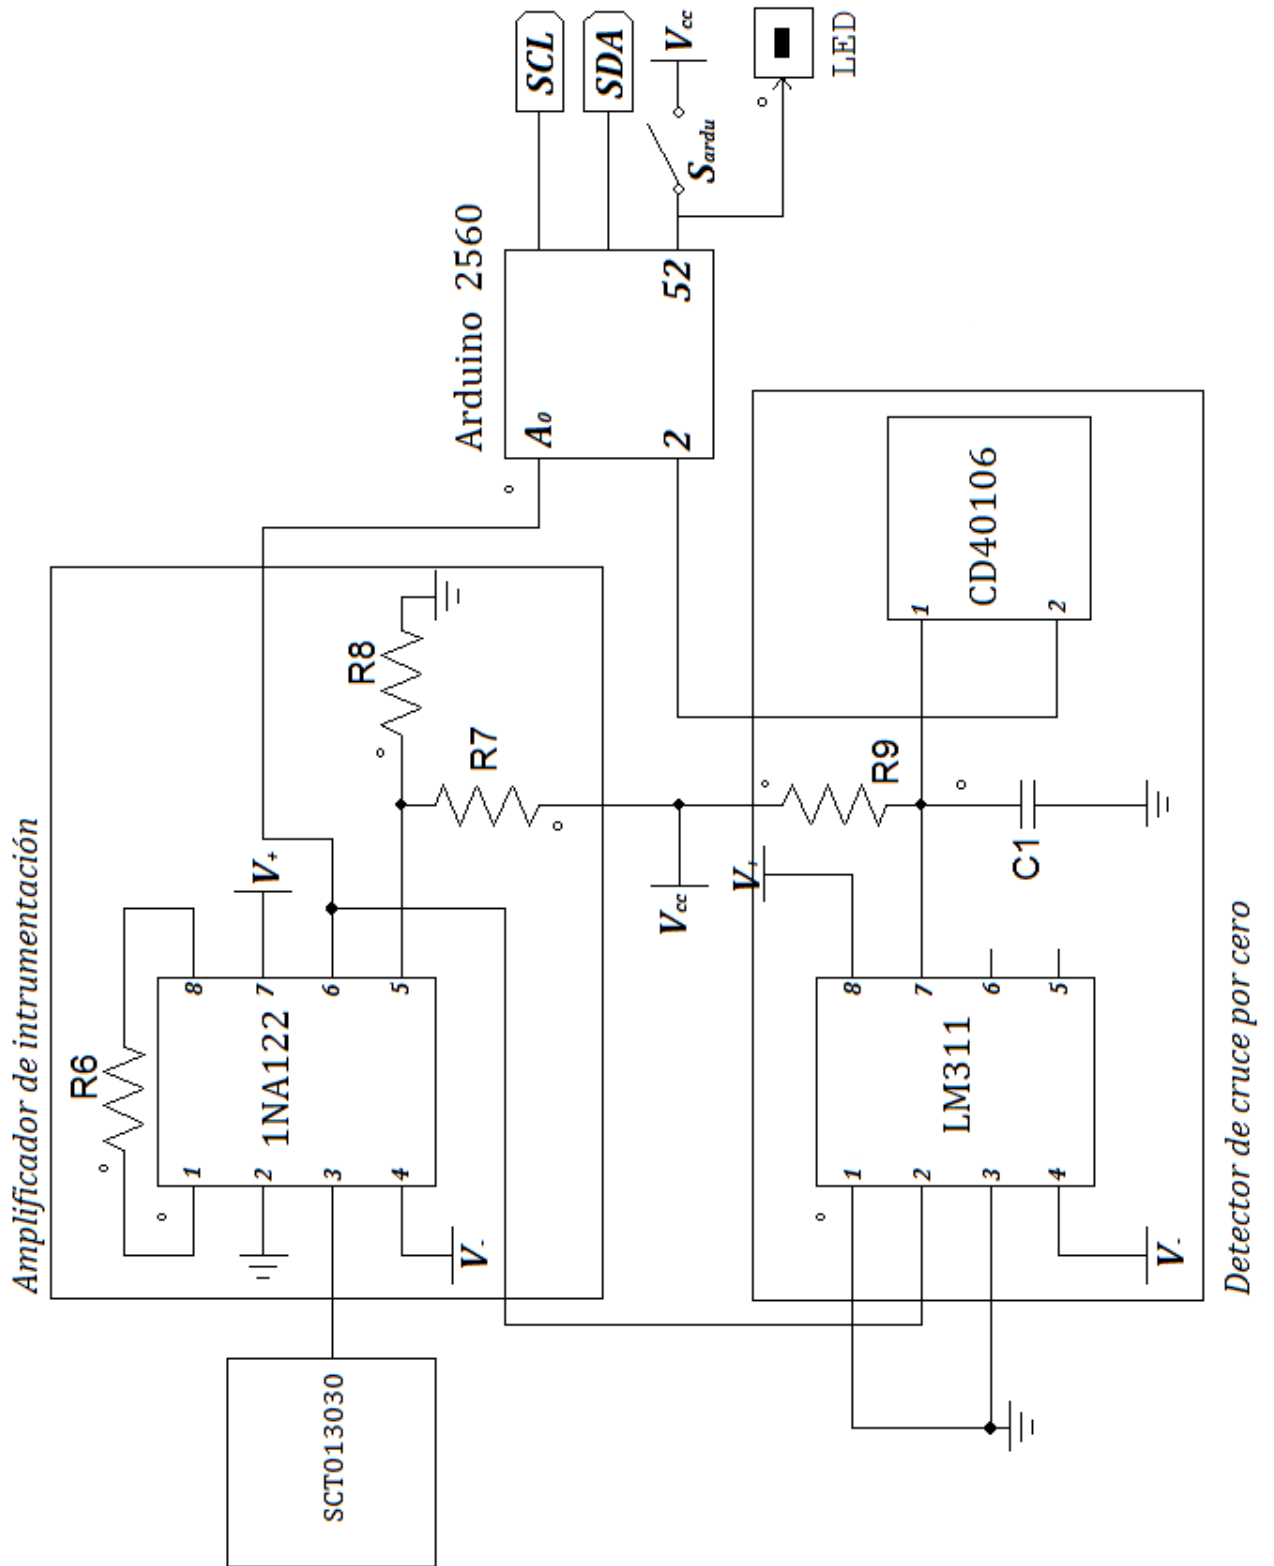 Amplificador de intrumentación
SCT013030
R6
1NA122
1
2
3
4
8
7
6
5
V+
V-
R8
R7
Vcc
Arduino 2560
A0
2
52
SCL
SDA
Vcc
Sardu
LED
LM311
1
2
3
4
8
7
6
5
V-
R9
C1
CD40106
1
2
Detector de cruce por cero